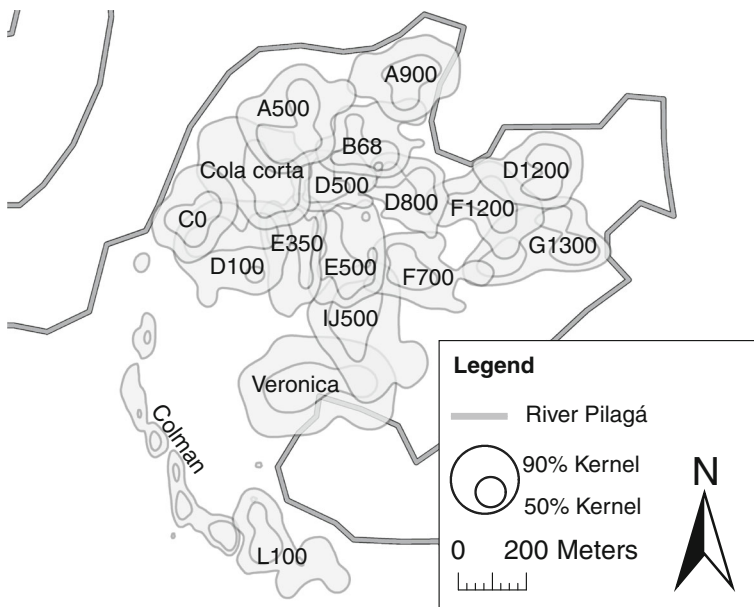 A900
A500
B68
Cola corta
D500
D1200
D800
F1200
C0
E350
G1300
D100
E500
F700
IJ500
Veronica
Colman
L100
Legend
River Pilagá
90% Kernel
50% Kernel
N
0 200 Meters